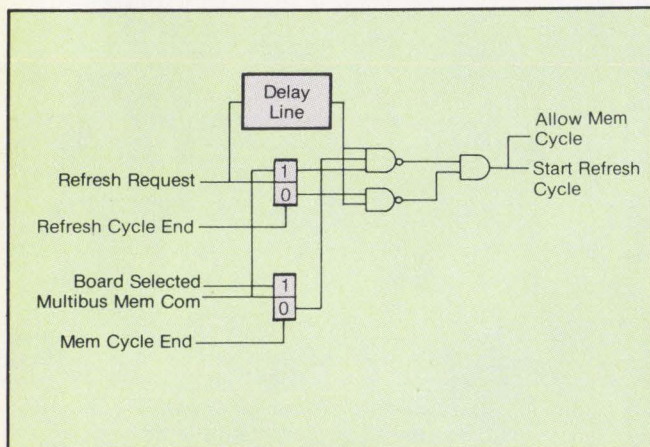 Delay
Line
Allow Mem
Cycle
Start Refresh
Cycle
Refresh Request
1
0
Refresh Cycle End
Board Selected
Multibus Mem Com
1
0
Mem Cycle End